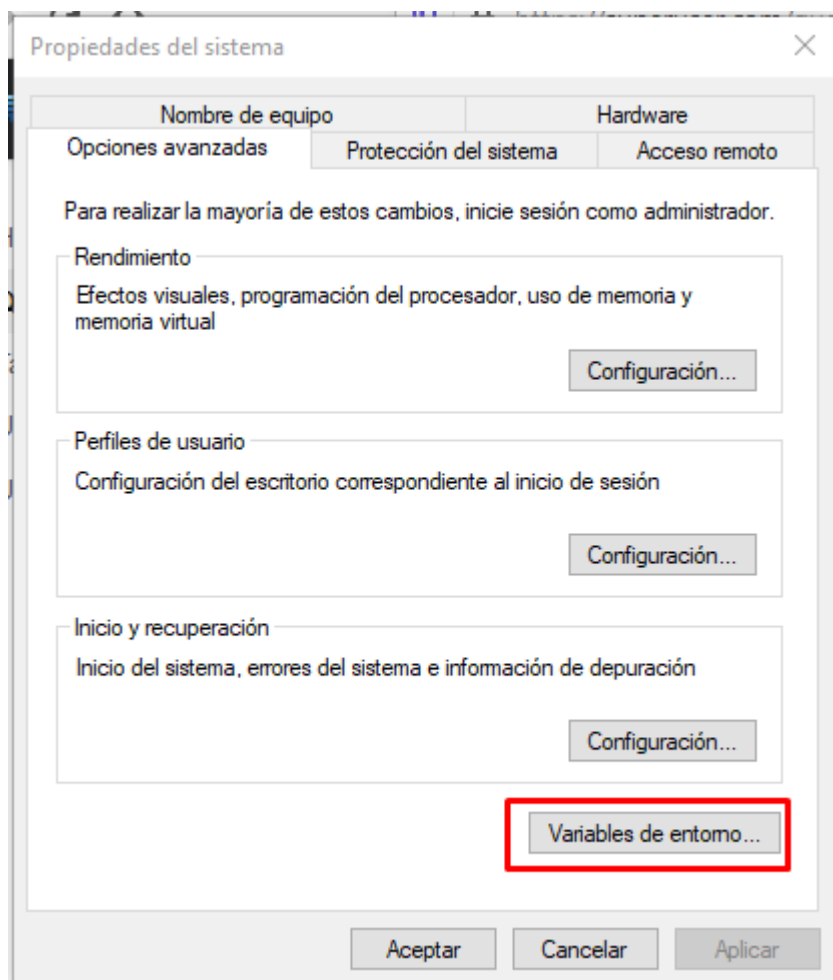 Propiedades del sistema
Nombre de equipo
Hardware
Opciones avanzadas
Protección del sistema
Acceso remoto
Para realizar la mayoría de estos cambios, inicie sesión como administrador.
Rendimiento
Efectos visuales, programación del procesador, uso de memoria y
memoria virtual
Configuración...
Perfiles de usuario
Configuración del escritorio correspondiente al inicio de sesión
Configuración...
Inicio y recuperación
Inicio del sistema, errores del sistema e información de depuración
Configuración...
Variables de entorno...
Aceptar
Cancelar
Aplicar